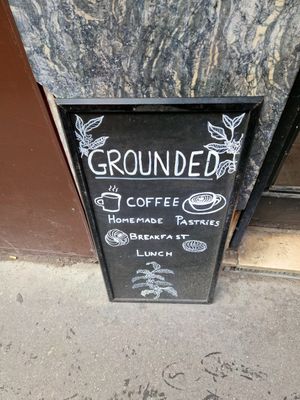 GROUNDED
COFFEE
HOMEMADE PASTRIES
BREAKFAST
LUNCH